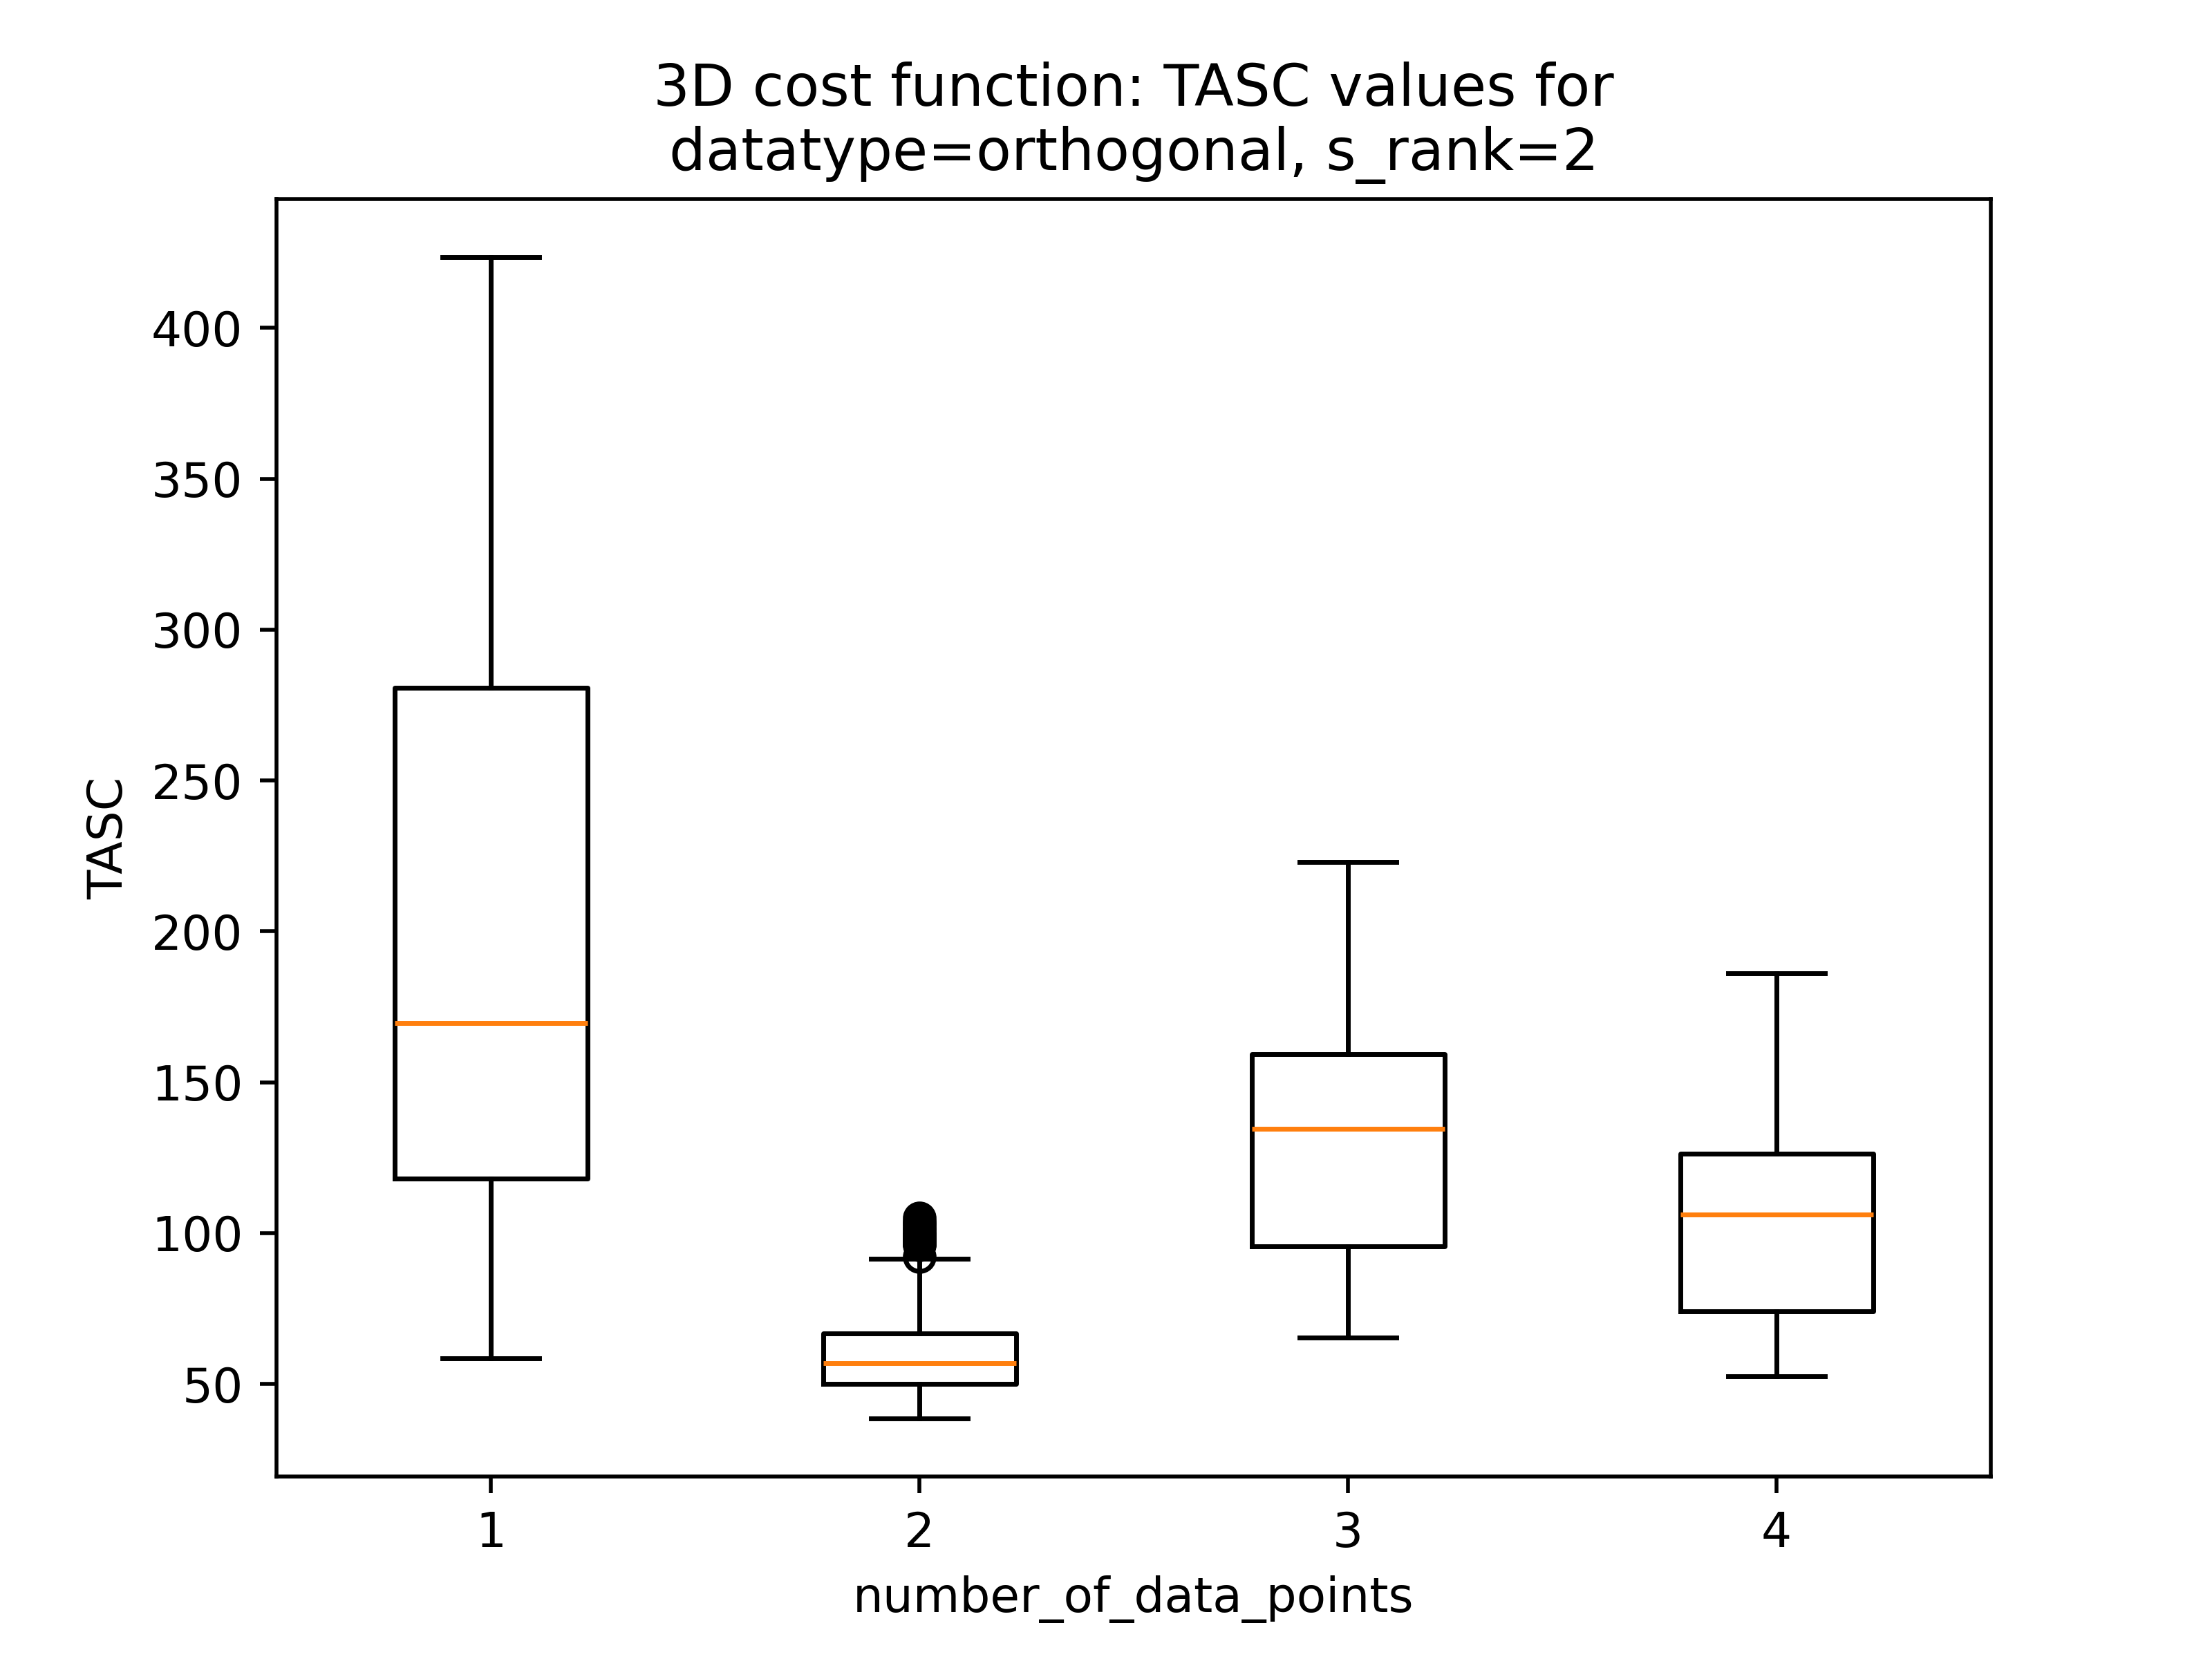 3D cost function: TASC values for
datatype=orthogonal, s_rank=2
TASC
400
350
300
250
200
150
100
50
1 2 3 4
number_of_data_points